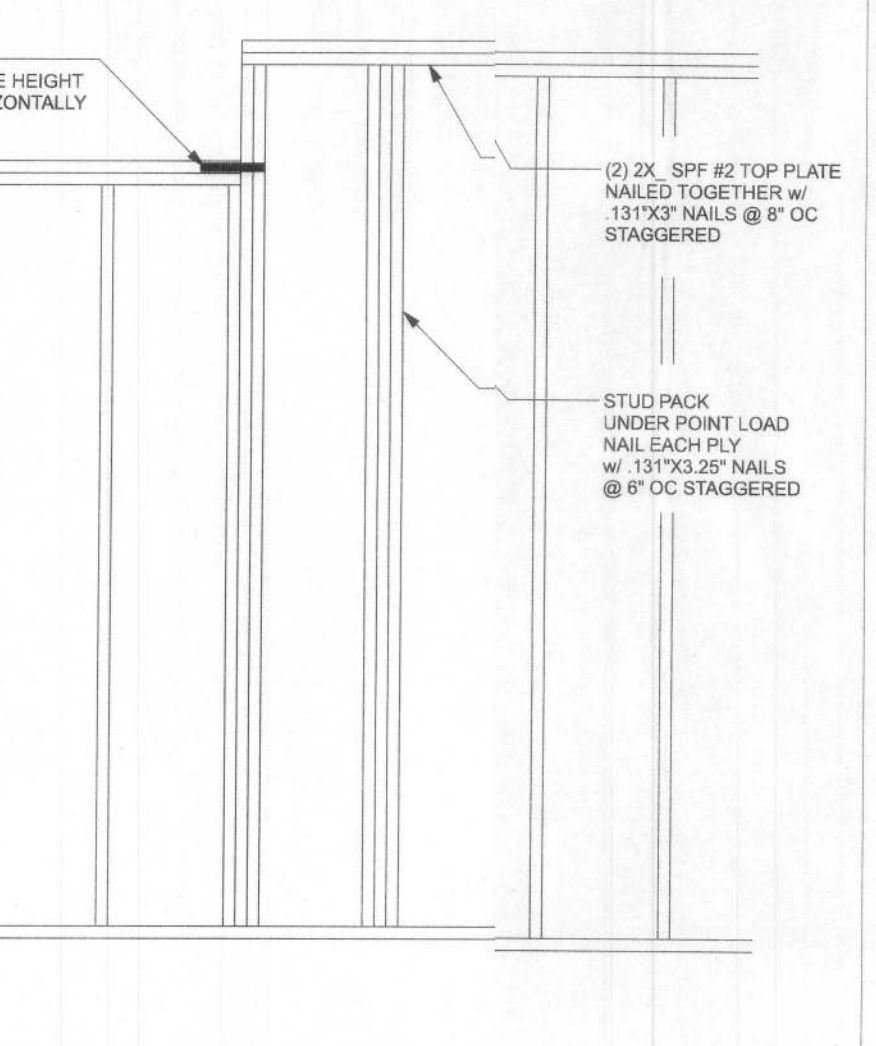 E HEIGHT
ZONTALLY
(2) 2X_ SPF #2 TOP PLATE
NAILED TOGETHER w/
.131"X3" NAILS @ 8" OC
STAGGERED
STUD PACK
UNDER POINT LOAD
NAIL EACH PLY
w/ .131"X3.25" NAILS
@ 6" OC STAGGERED